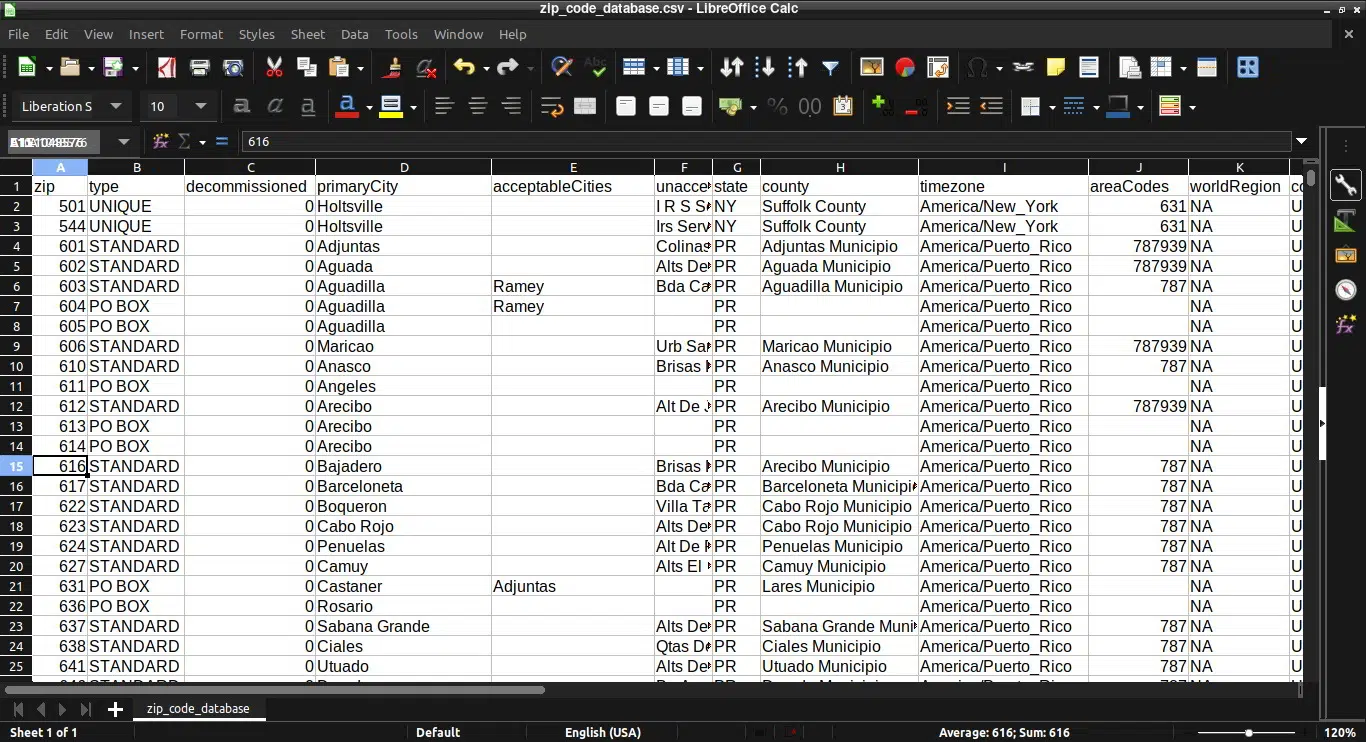 zip_code_database.csv - LibreOffice Calc
File Edit View Insert Format Styles Sheet Data Tools Window Help
Liberation S 10
616
A B C D E F G H I J K
1 zip type decommissioned primaryCity acceptableCities unacce state county timezone areaCodes worldRegion co
2 501 UNIQUE 0 Holtsville I R S Se NY Suffolk County America/New_York 631 NA U
3 544 UNIQUE 0 Holtsville Irs Serv NY Suffolk County America/New_York 631 NA U
4 601 STANDARD 0 Adjuntas Colinas PR Adjuntas Municipio America/Puerto_Rico 787939 NA U
5 602 STANDARD 0 Aguada Alts De PR Aguada Municipio America/Puerto_Rico 787939 NA U
6 603 STANDARD 0 Aguadilla Ramey Bda Ca PR Aguadilla Municipio America/Puerto_Rico 787 NA U
7 604 PO BOX 0 Aguadilla Ramey PR America/Puerto_Rico NA U
8 605 PO BOX 0 Aguadilla PR America/Puerto_Rico NA U
9 606 STANDARD 0 Maricao Urb Sa PR Maricao Municipio America/Puerto_Rico 787939 NA U
10 610 STANDARD 0 Anasco Brisas PR Anasco Municipio America/Puerto_Rico 787 NA U
11 611 PO BOX 0 Angeles PR America/Puerto_Rico NA U
12 612 STANDARD 0 Arecibo Alt De J PR Arecibo Municipio America/Puerto_Rico 787939 NA U
13 613 PO BOX 0 Arecibo PR America/Puerto_Rico NA U
14 614 PO BOX 0 Arecibo PR America/Puerto_Rico NA U
15 616 STANDARD 0 Bajadero Brisas PR Arecibo Municipio America/Puerto_Rico 787 NA U
16 617 STANDARD 0 Barceloneta Bda Ca PR Barceloneta Municipi America/Puerto_Rico 787 NA U
17 622 STANDARD 0 Boqueron Villa Ta PR Cabo Rojo Municipio America/Puerto_Rico 787 NA U
18 623 STANDARD 0 Cabo Rojo Alts De PR Cabo Rojo Municipio America/Puerto_Rico 787 NA U
19 624 STANDARD 0 Penuelas Alt De PR Penuelas Municipio America/Puerto_Rico 787 NA U
20 627 STANDARD 0 Camuy Alts El PR Camuy Municipio America/Puerto_Rico 787 NA U
21 631 PO BOX 0 Castaner Adjuntas PR Lares Municipio America/Puerto_Rico NA U
22 636 PO BOX 0 Rosario PR America/Puerto_Rico NA U
23 637 STANDARD 0 Sabana Grande Alts De PR Sabana Grande Muni America/Puerto_Rico 787 NA U
24 638 STANDARD 0 Ciales Qtas De PR Ciales Municipio America/Puerto_Rico 787 NA U
25 641 STANDARD 0 Utuado Alts De PR Utuado Municipio America/Puerto_Rico 787 NA U
zip_code_database
Sheet 1 of 1 Default English (USA) Average: 616; Sum: 616 120%